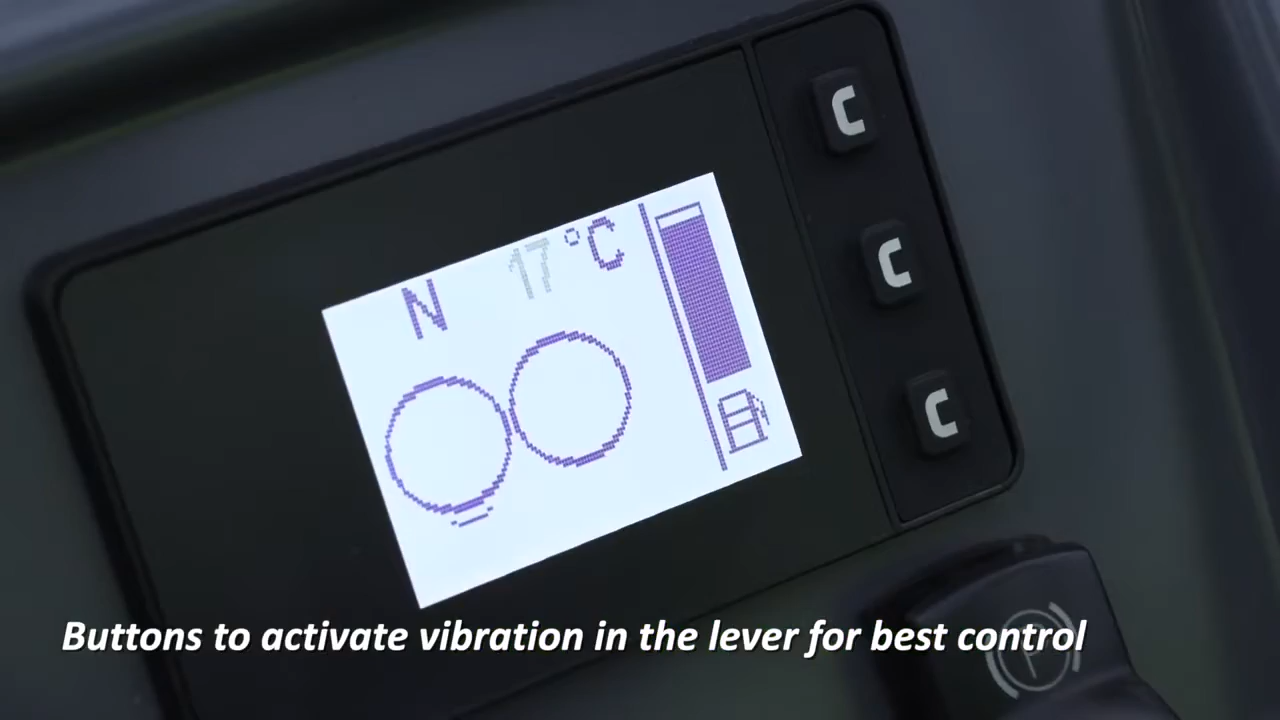 N 17 °C
P
Buttons to activate vibration in the lever for best control